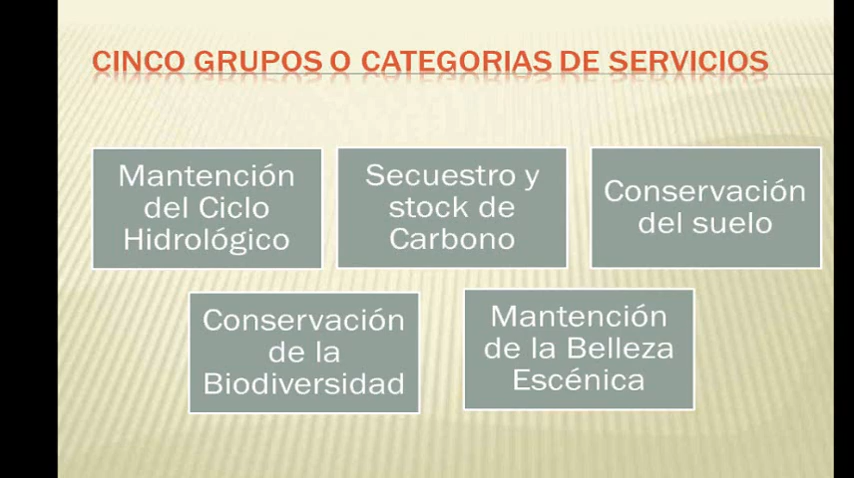 CINCO GRUPOS O CATEGORIAS DE SERVICIOS
Mantención
del Ciclo
Hidrológico
Secuestro y
stock de
Carbono
Conservación
del suelo
Conservación
de la
Biodiversidad
Mantención
de la Belleza
Escénica